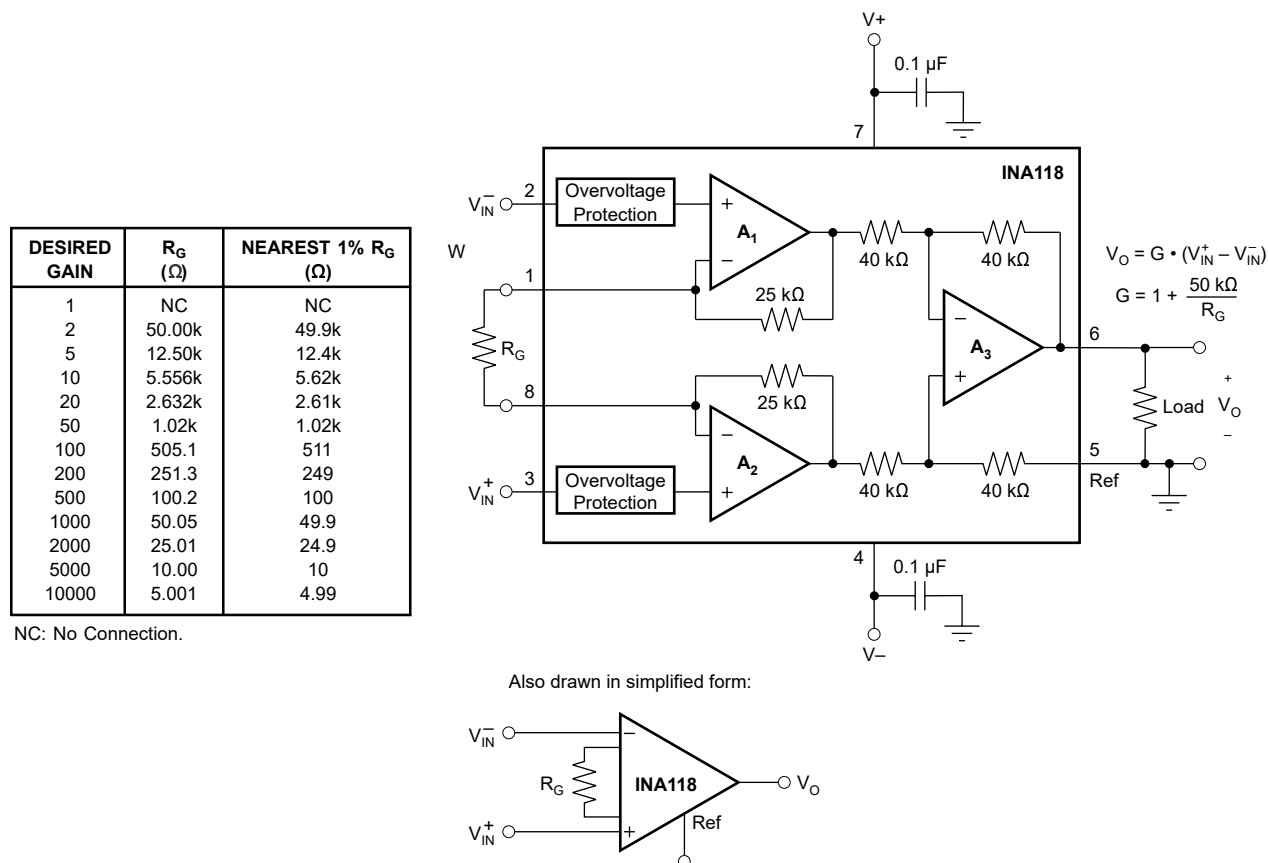 V+
0.1 µF
7
INA118
V⁻IN 2 Overvoltage Protection
+
A1
−
40 kΩ
40 kΩ
VO = G • (V⁺IN – V⁻IN)
G = 1 + 50 kΩ / RG
W
1
25 kΩ
RG
−
A3
+
6
8
25 kΩ
−
A2
+
+
Load VO
−
5
Ref
V⁺IN 3 Overvoltage Protection
40 kΩ
40 kΩ
4
0.1 µF
V–
DESIRED GAIN RG (Ω) NEAREST 1% RG (Ω)
1 NC NC
2 50.00k 49.9k
5 12.50k 12.4k
10 5.556k 5.62k
20 2.632k 2.61k
50 1.02k 1.02k
100 505.1 511
200 251.3 249
500 100.2 100
1000 50.05 49.9
2000 25.01 24.9
5000 10.00 10
10000 5.001 4.99
NC: No Connection.
Also drawn in simplified form:
V⁻IN
−
RG
INA118
VO
V⁺IN
+
Ref